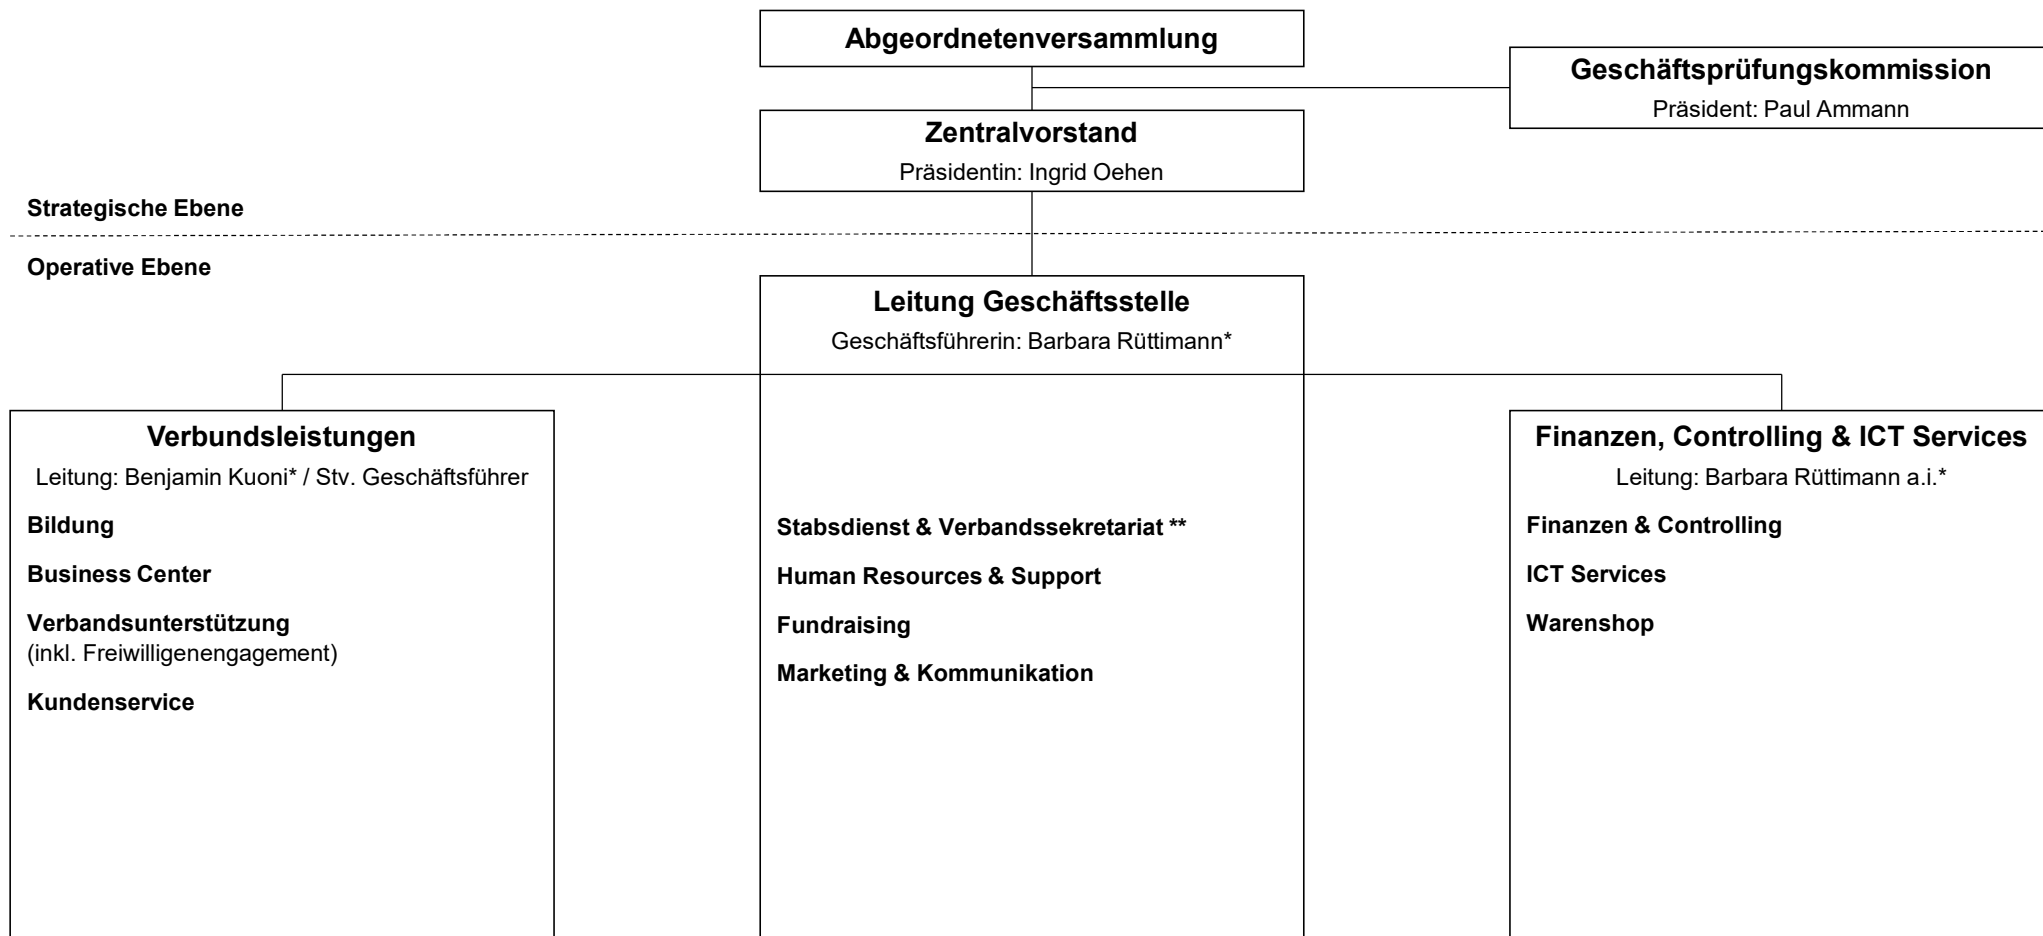 Abgeordnetenversammlung
Geschäftsprüfungskommission
Präsident: Paul Ammann
Zentralvorstand
Präsidentin: Ingrid Oehen
Strategische Ebene
Operative Ebene
Leitung Geschäftsstelle
Geschäftsführerin: Barbara Rüttimann*
Verbundsleistungen
Leitung: Benjamin Kuoni* / Stv. Geschäftsführer
Bildung
Business Center
Verbandsunterstützung
(inkl. Freiwilligenengagement)
Kundenservice
Stabsdienst & Verbandssekretariat **
Human Resources & Support
Fundraising
Marketing & Kommunikation
Finanzen, Controlling & ICT Services
Leitung: Barbara Rüttimann a.i.*
Finanzen & Controlling
ICT Services
Warenshop